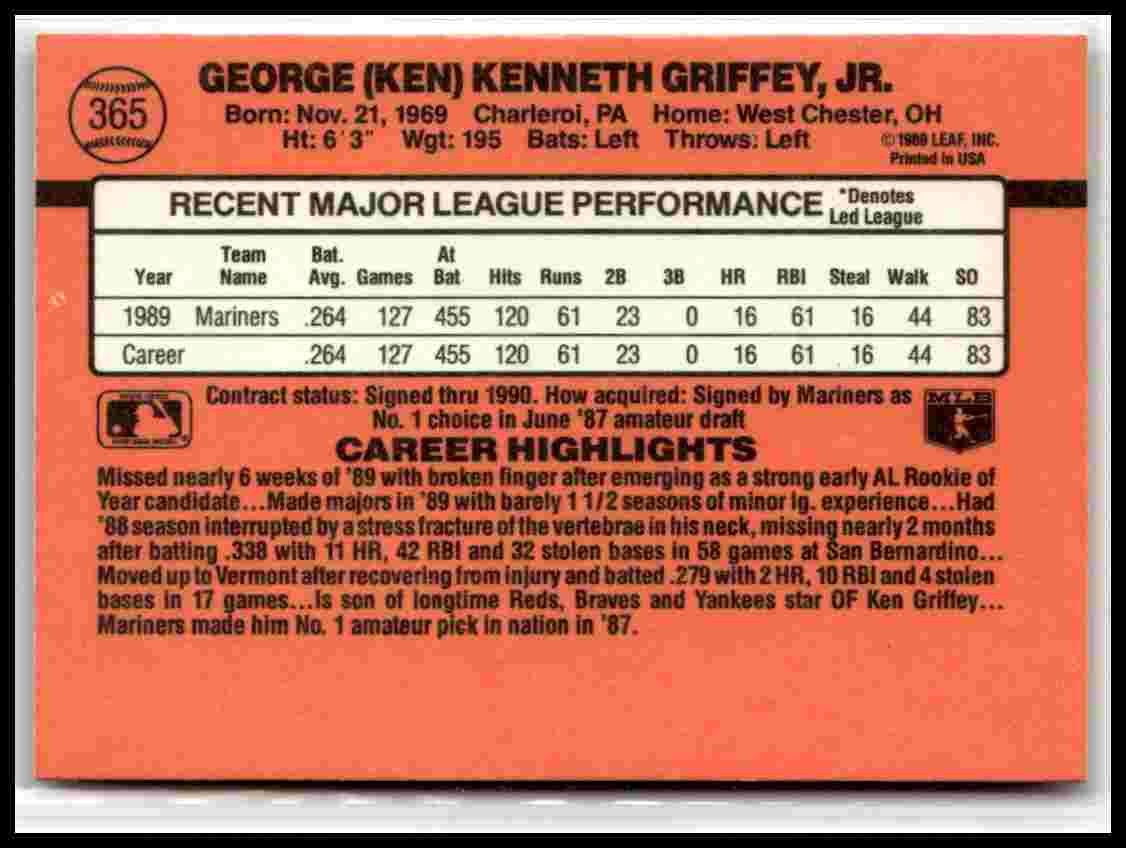 365
GEORGE (KEN) KENNETH GRIFFEY, JR.
Born: Nov. 21, 1969 Charleroi, PA Home: West Chester, OH
Ht: 6'3" Wgt: 195 Bats: Left Throws: Left
© 1989 LEAF, INC.
Printed in USA
RECENT MAJOR LEAGUE PERFORMANCE
*Denotes
Led League
Year Team Name Bat. Avg. Games At Bat Hits Runs 2B 3B HR RBI Steal Walk SO
1989 Mariners .264 127 455 120 61 23 0 16 61 16 44 83
Career .264 127 455 120 61 23 0 16 61 16 44 83
Contract status: Signed thru 1990. How acquired: Signed by Mariners as
No. 1 choice in June '87 amateur draft
MLB
CAREER HIGHLIGHTS
Missed nearly 6 weeks of '89 with broken finger after emerging as a strong early AL Rookie of
Year candidate...Made majors in '89 with barely 1 1/2 seasons of minor lg. experience...Had
'88 season interrupted by a stress fracture of the vertebrae in his neck, missing nearly 2 months
after batting .338 with 11 HR, 42 RBI and 32 stolen bases in 58 games at San Bernardino...
Moved up to Vermont after recovering from injury and batted .279 with 2 HR, 10 RBI and 4 stolen
bases in 17 games...Is son of longtime Reds, Braves and Yankees star OF Ken Griffey...
Mariners made him No. 1 amateur pick in nation in '87.